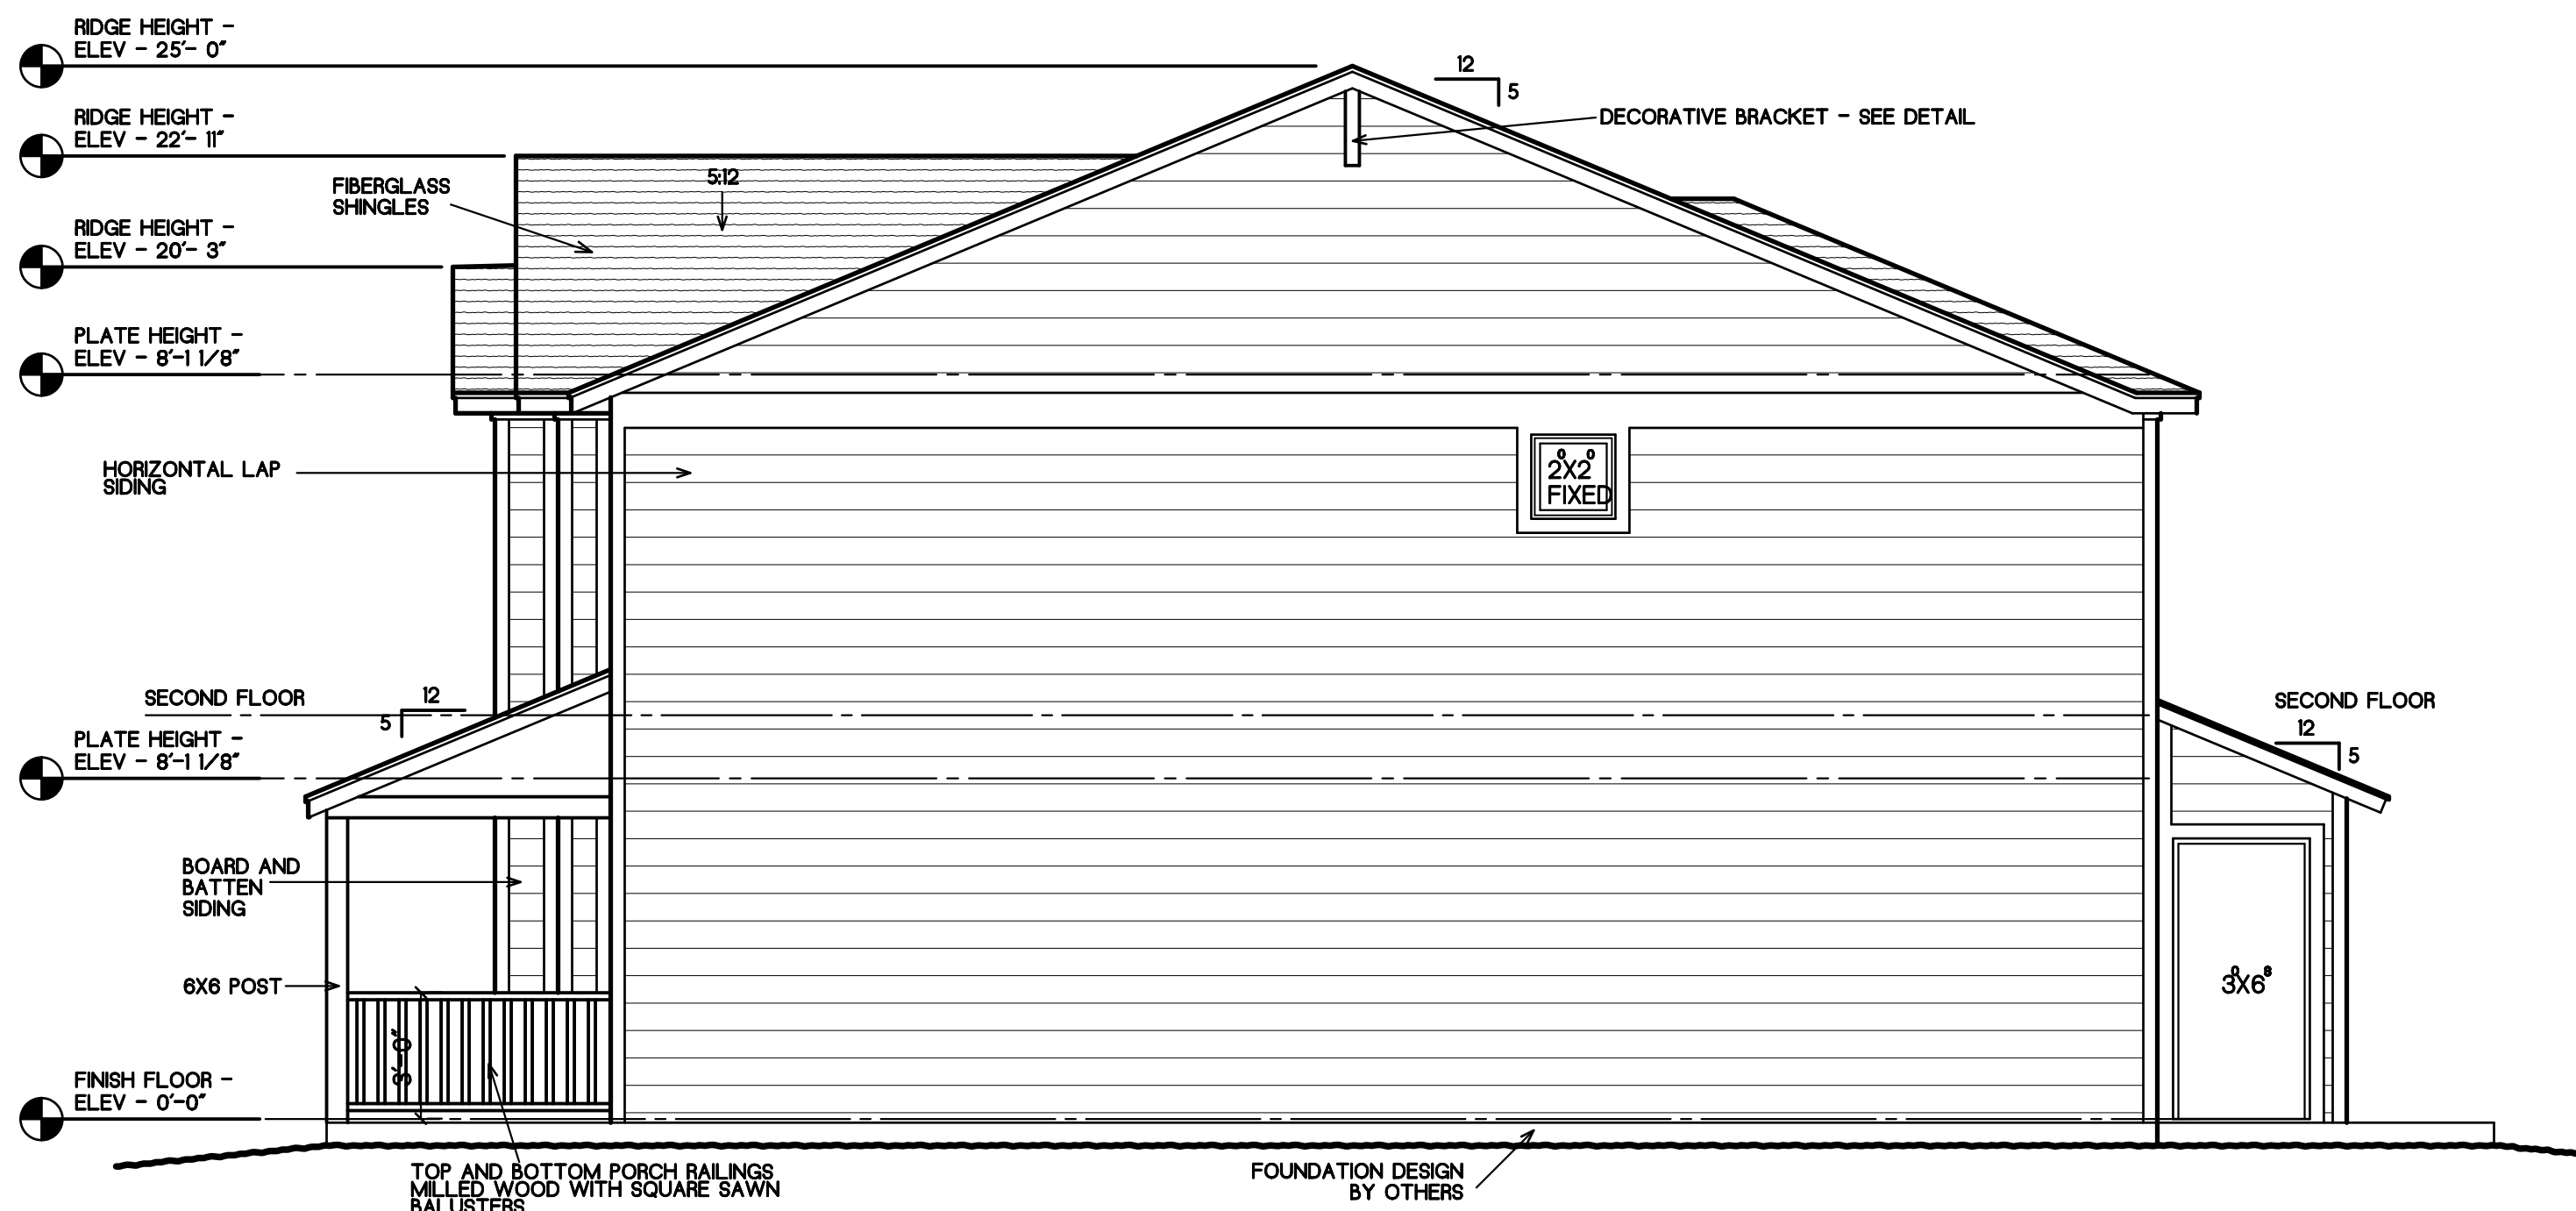 RIDGE HEIGHT -
ELEV - 25'- 0"
RIDGE HEIGHT -
ELEV - 22'- 11"
RIDGE HEIGHT -
ELEV - 20'- 3"
PLATE HEIGHT -
ELEV - 8'-1 1/8"
12
5
DECORATIVE BRACKET - SEE DETAIL
FIBERGLASS
SHINGLES
5:12
HORIZONTAL LAP
SIDING
2⁰X2⁰
FIXED
SECOND FLOOR
12
5
PLATE HEIGHT -
ELEV - 8'-1 1/8"
SECOND FLOOR
12
5
BOARD AND
BATTEN
SIDING
6X6 POST
3'-0"
3⁰X6⁸
FINISH FLOOR -
ELEV - 0'-0"
TOP AND BOTTOM PORCH RAILINGS
MILLED WOOD WITH SQUARE SAWN
BALUSTERS
FOUNDATION DESIGN
BY OTHERS